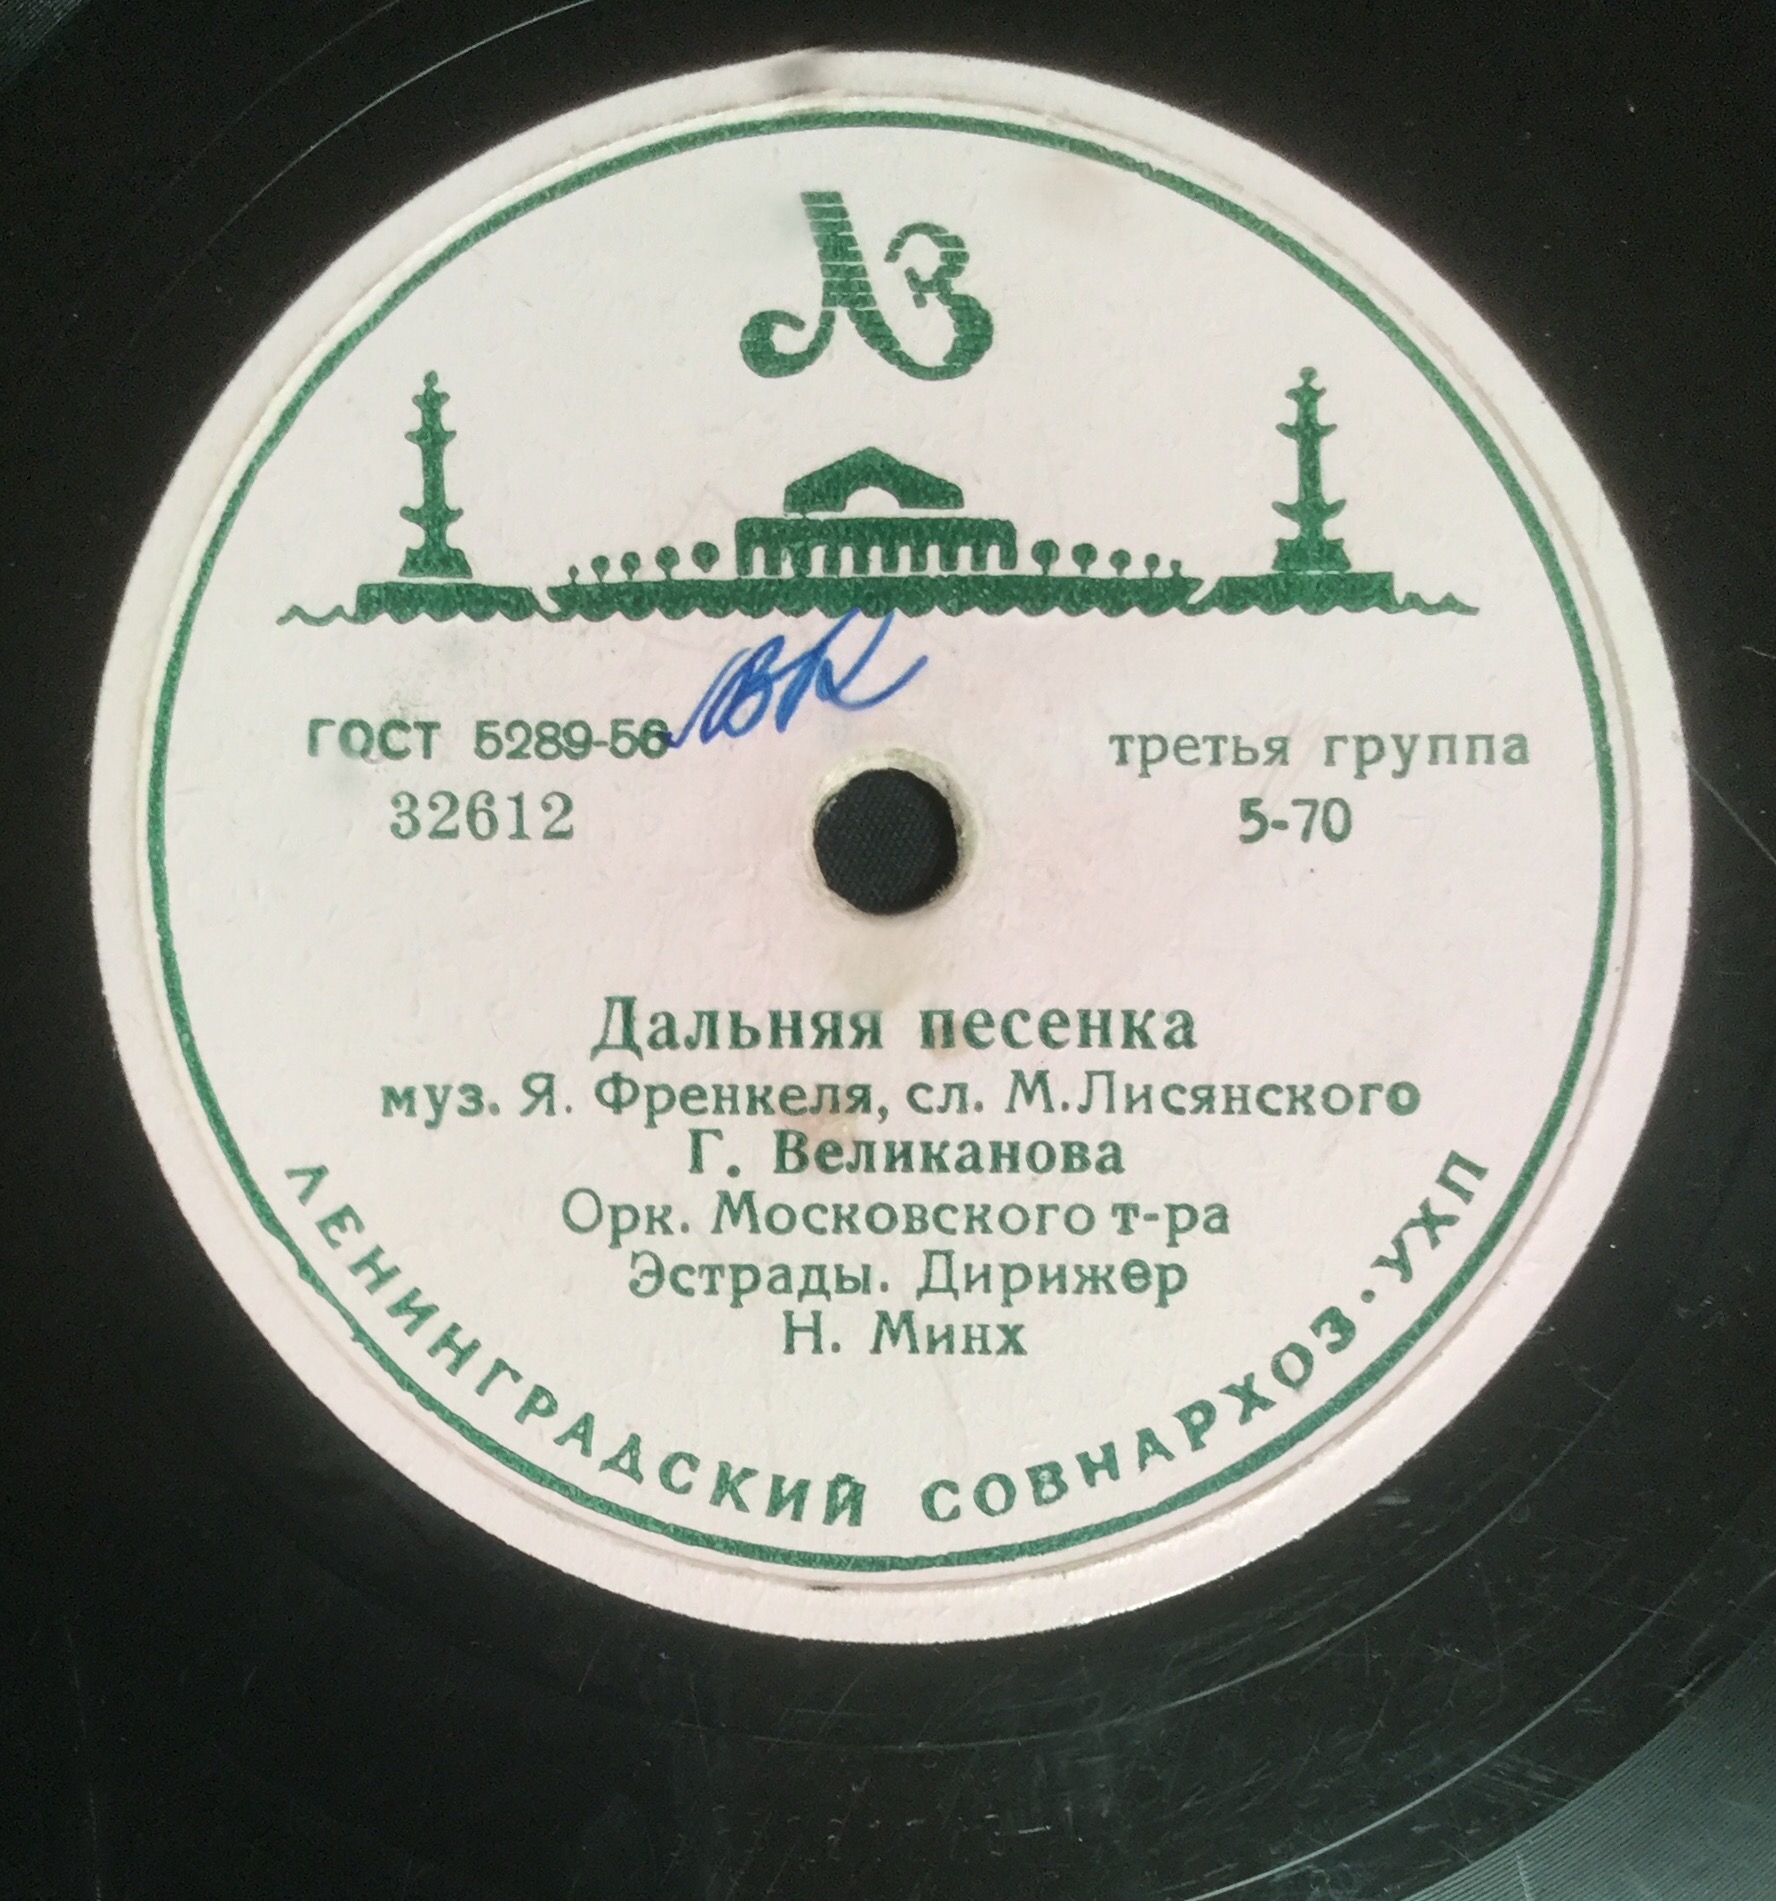 ЛЗ
ГОСТ 5289-56
32612
третья группа
5-70
Дальняя песенка
муз. Я. Френкеля, сл. М.Лисянского
Г. Великанова
Орк. Московского т-ра
Эстрады. Дирижер
Н. Минх
ЛЕНИНГРАДСКИЙ СОВНАРХОЗ·УХП